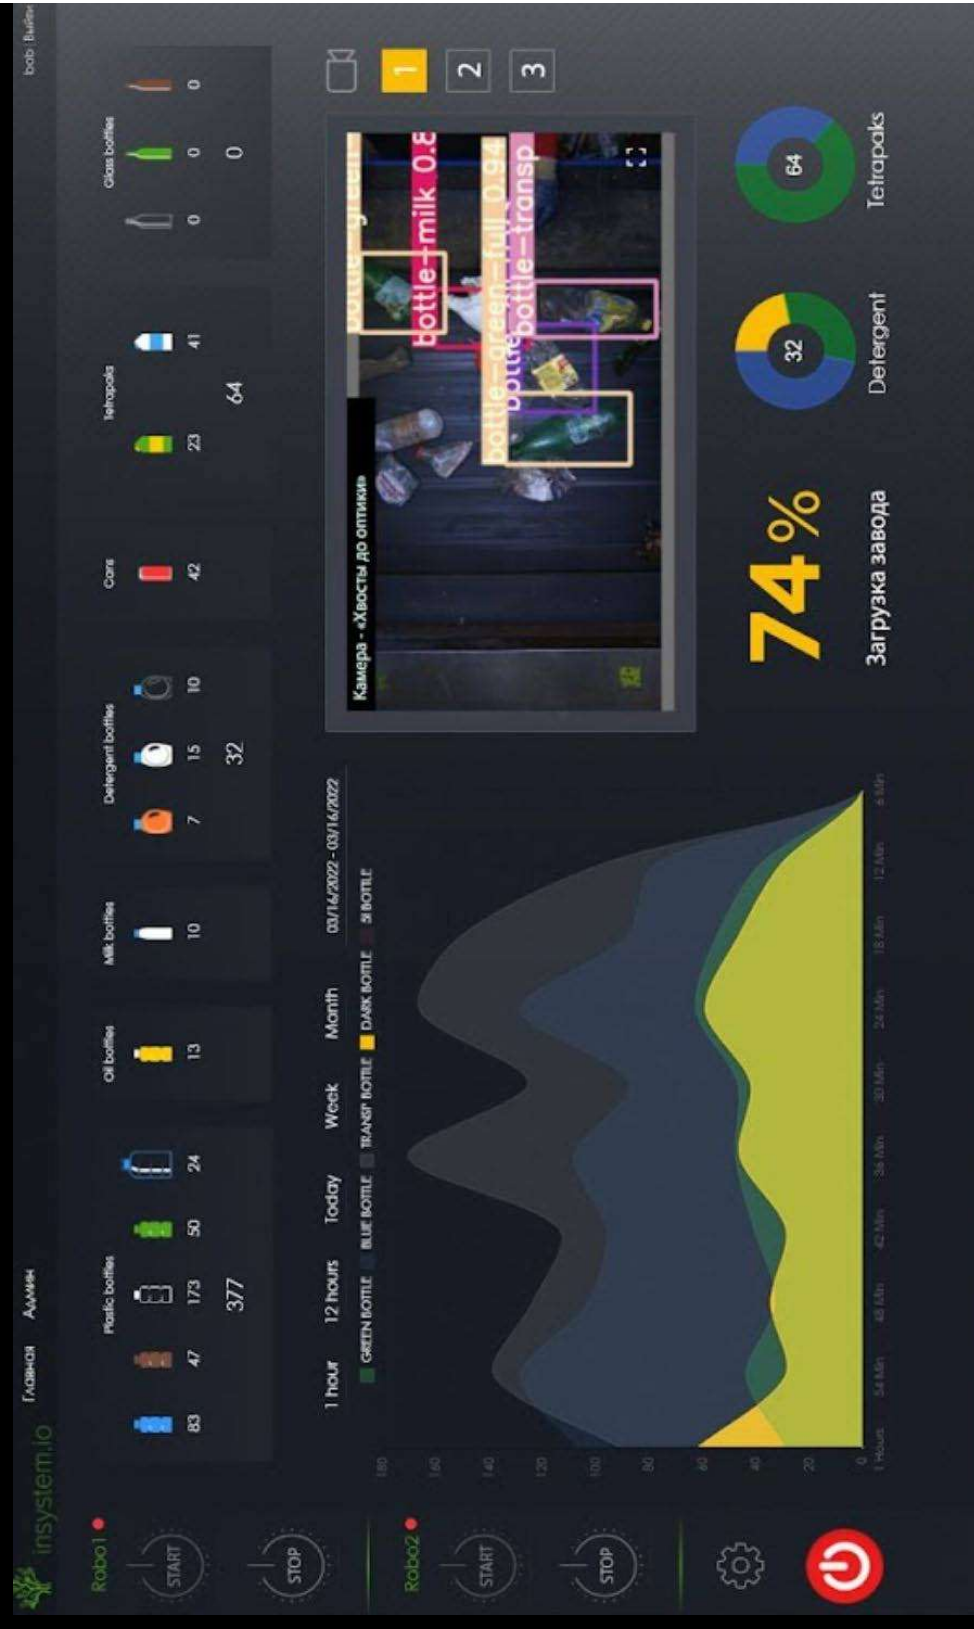 insystem.io
Главная
Админ
bob |
Robo1
START
STOP
Robo2
START
STOP
Plastic bottles
83
47
173
50
24
377
Oil bottles
13
Milk bottles
10
Detergent bottles
7
15
10
32
Cans
42
Tetrapaks
23
41
64
Glass bottles
0
0
0
0
1 hour
12 hours
Today
Week
Month
03/16/2022 - 03/16/2022
GREEN BOTTLE
BLUE BOTTLE
TRANSP BOTTLE
DARK BOTTLE
5l BOTTLE
180
160
140
120
100
80
60
40
20
0
1 Hours
54 Min
48 Min
42 Min
36 Min
30 Min
24 Min
18 Min
12 Min
6 Min
Камера - «Хвосты до оптики»
bottle-green
bottle-milk 0.8
bottle-green-full 0.94
bottle
bottle-transp
1
2
3
74%
Загрузка завода
32
Detergent
64
Tetrapaks